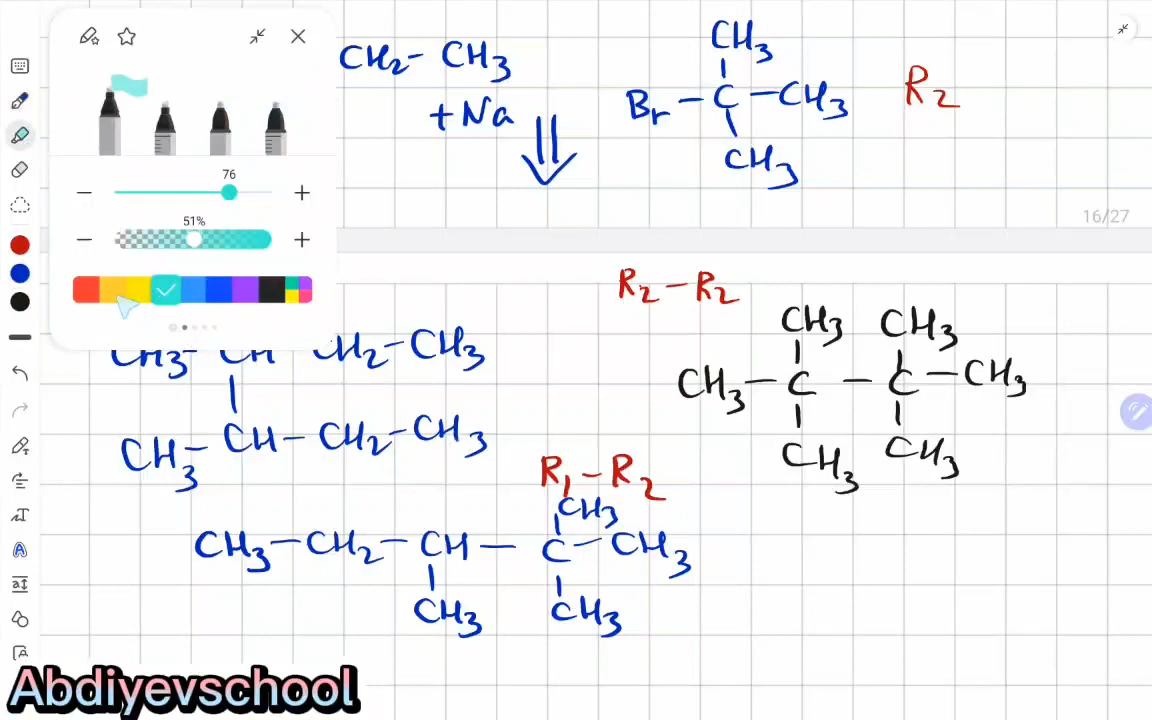 76
51%
CH3
CH2- CH3
Br - C - CH3
R2
+ Na
CH3
16/27
R2 - R2
CH3 CH3
CH3- CH CH2-CH3
CH3 - C - C - CH3
CH3 CH3
CH3 - CH - CH2 - CH3
R1 - R2
CH3
CH3 - CH2 - CH - C - CH3
CH3 CH3
Abdiyevschool